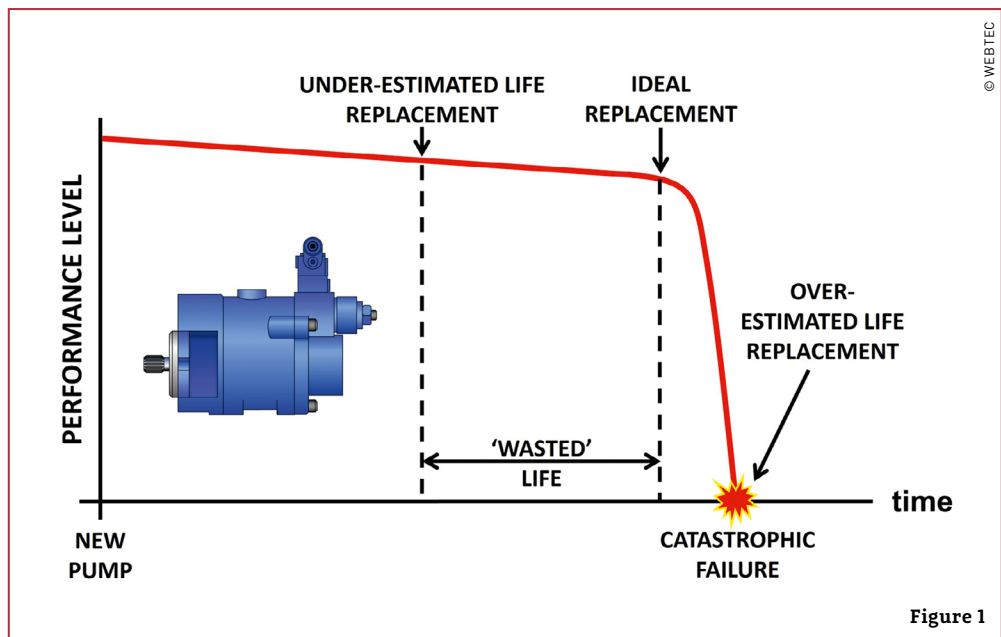 © WEBTEC
UNDER-ESTIMATED LIFE
REPLACEMENT
IDEAL
REPLACEMENT
PERFORMANCE LEVEL
OVER-
ESTIMATED LIFE
REPLACEMENT
‘WASTED’
LIFE
time
NEW
PUMP
CATASTROPHIC
FAILURE
Figure 1